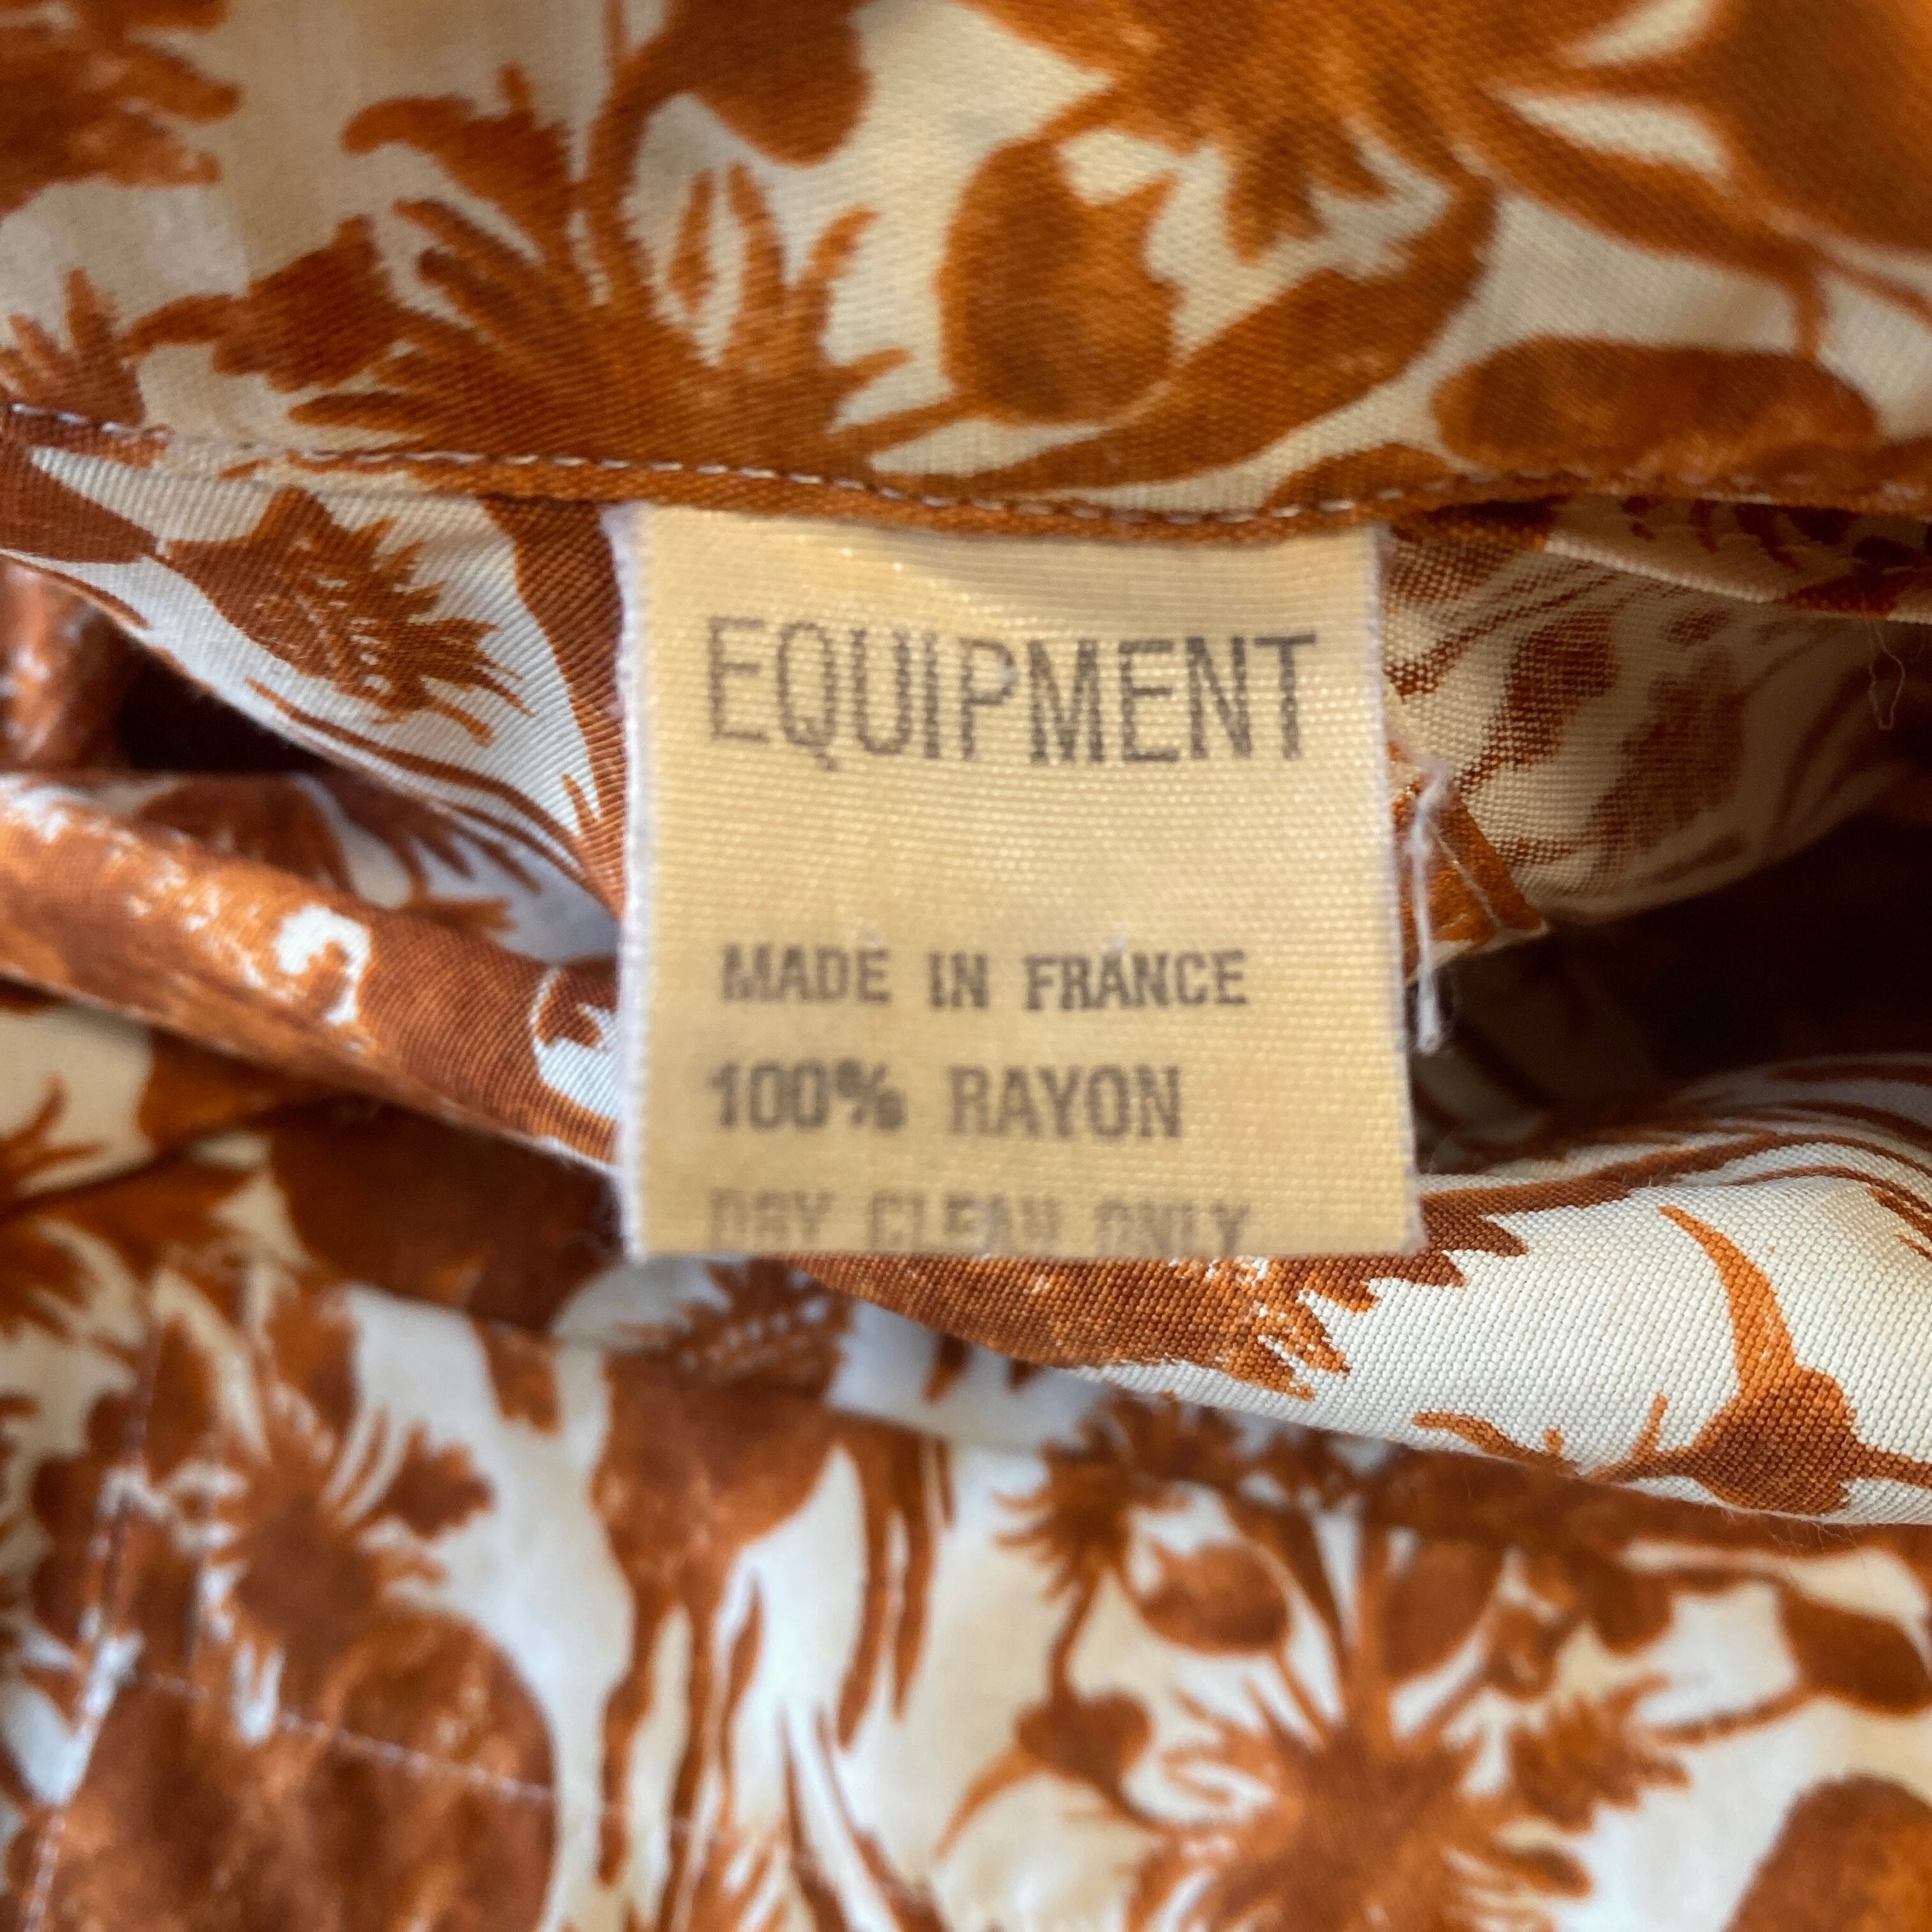 EQUIPMENT
MADE IN FRANCE
100% RAYON
DRY CLEAN ONLY